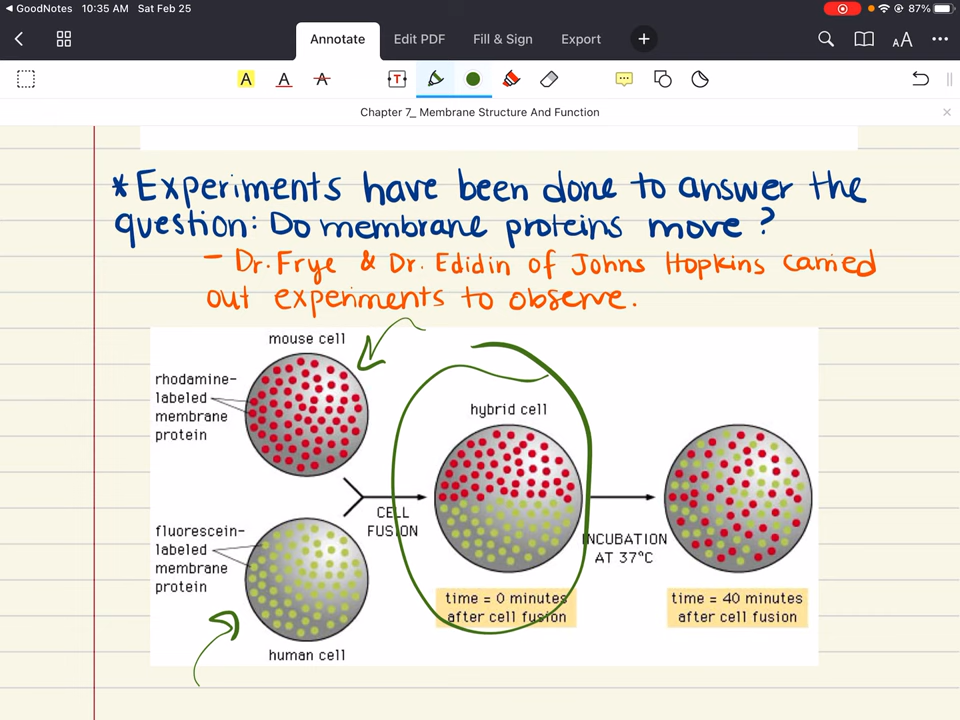 GoodNotes 10:35 AM Sat Feb 25 87%
Annotate Edit PDF Fill & Sign Export
A A A T AA
Chapter 7_ Membrane Structure And Function
*Experiments have been done to answer the
question: Do membrane proteins move?
- Dr. Frye & Dr. Edidin of Johns Hopkins carried
out experiments to observe.
mouse cell
rhodamine-
labeled
membrane
protein
hybrid cell
CELL
FUSION
fluorescein-
labeled
membrane
protein
INCUBATION
AT 37°C
time = 0 minutes
after cell fusion
time = 40 minutes
after cell fusion
human cell